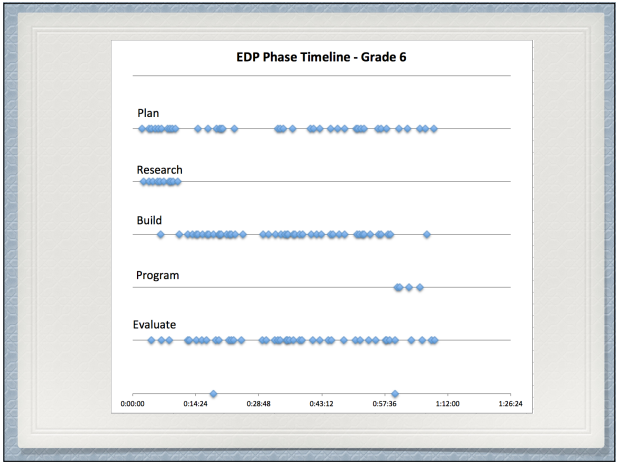 EDP Phase Timeline - Grade 6
Plan
Research
Build
Program
Evaluate
0:00:00 0:14:24 0:28:48 0:43:12 0:57:36 1:12:00 1:26:24